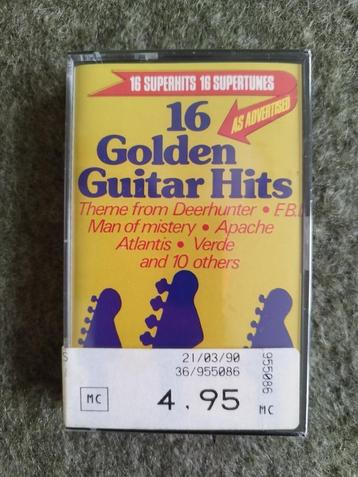 16 SUPERHITS 16 SUPERTUNES
AS ADVERTISED
16
Golden
Guitar Hits
Theme from Deerhunter • F.B.I.
Man of mistery • Apache
Atlantis • Verde
and 10 others
S
21/03/90
36/955086
MC
4.95
955086
MC